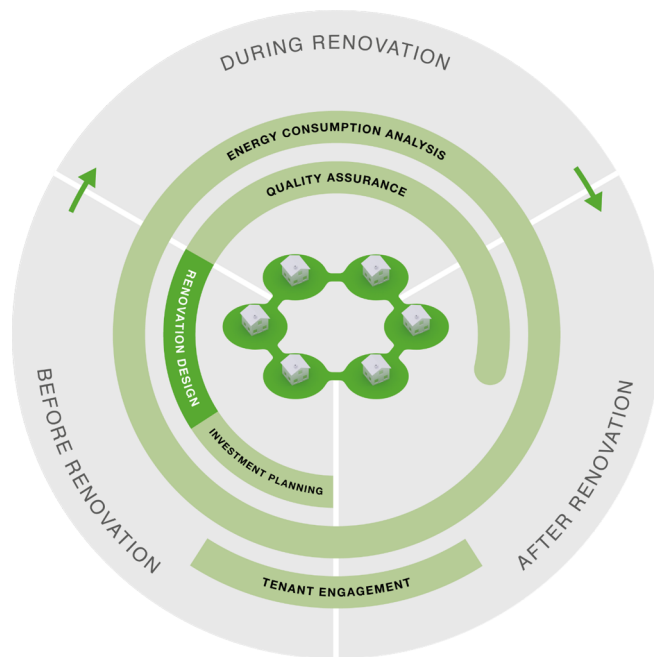 DURING RENOVATION
ENERGY CONSUMPTION ANALYSIS
QUALITY ASSURANCE
RENOVATION DESIGN
INVESTMENT PLANNING
BEFORE RENOVATION
AFTER RENOVATION
TENANT ENGAGEMENT